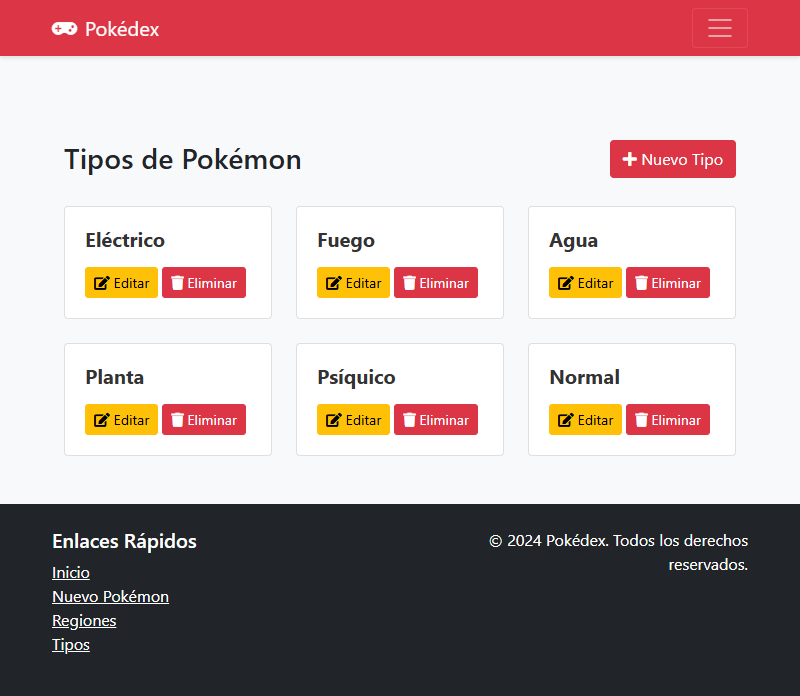 Pokédex
Tipos de Pokémon
Nuevo Tipo
Eléctrico
Editar Eliminar
Fuego
Editar Eliminar
Agua
Editar Eliminar
Planta
Editar Eliminar
Psíquico
Editar Eliminar
Normal
Editar Eliminar
Enlaces Rápidos
Inicio
Nuevo Pokémon
Regiones
Tipos
© 2024 Pokédex. Todos los derechos
reservados.